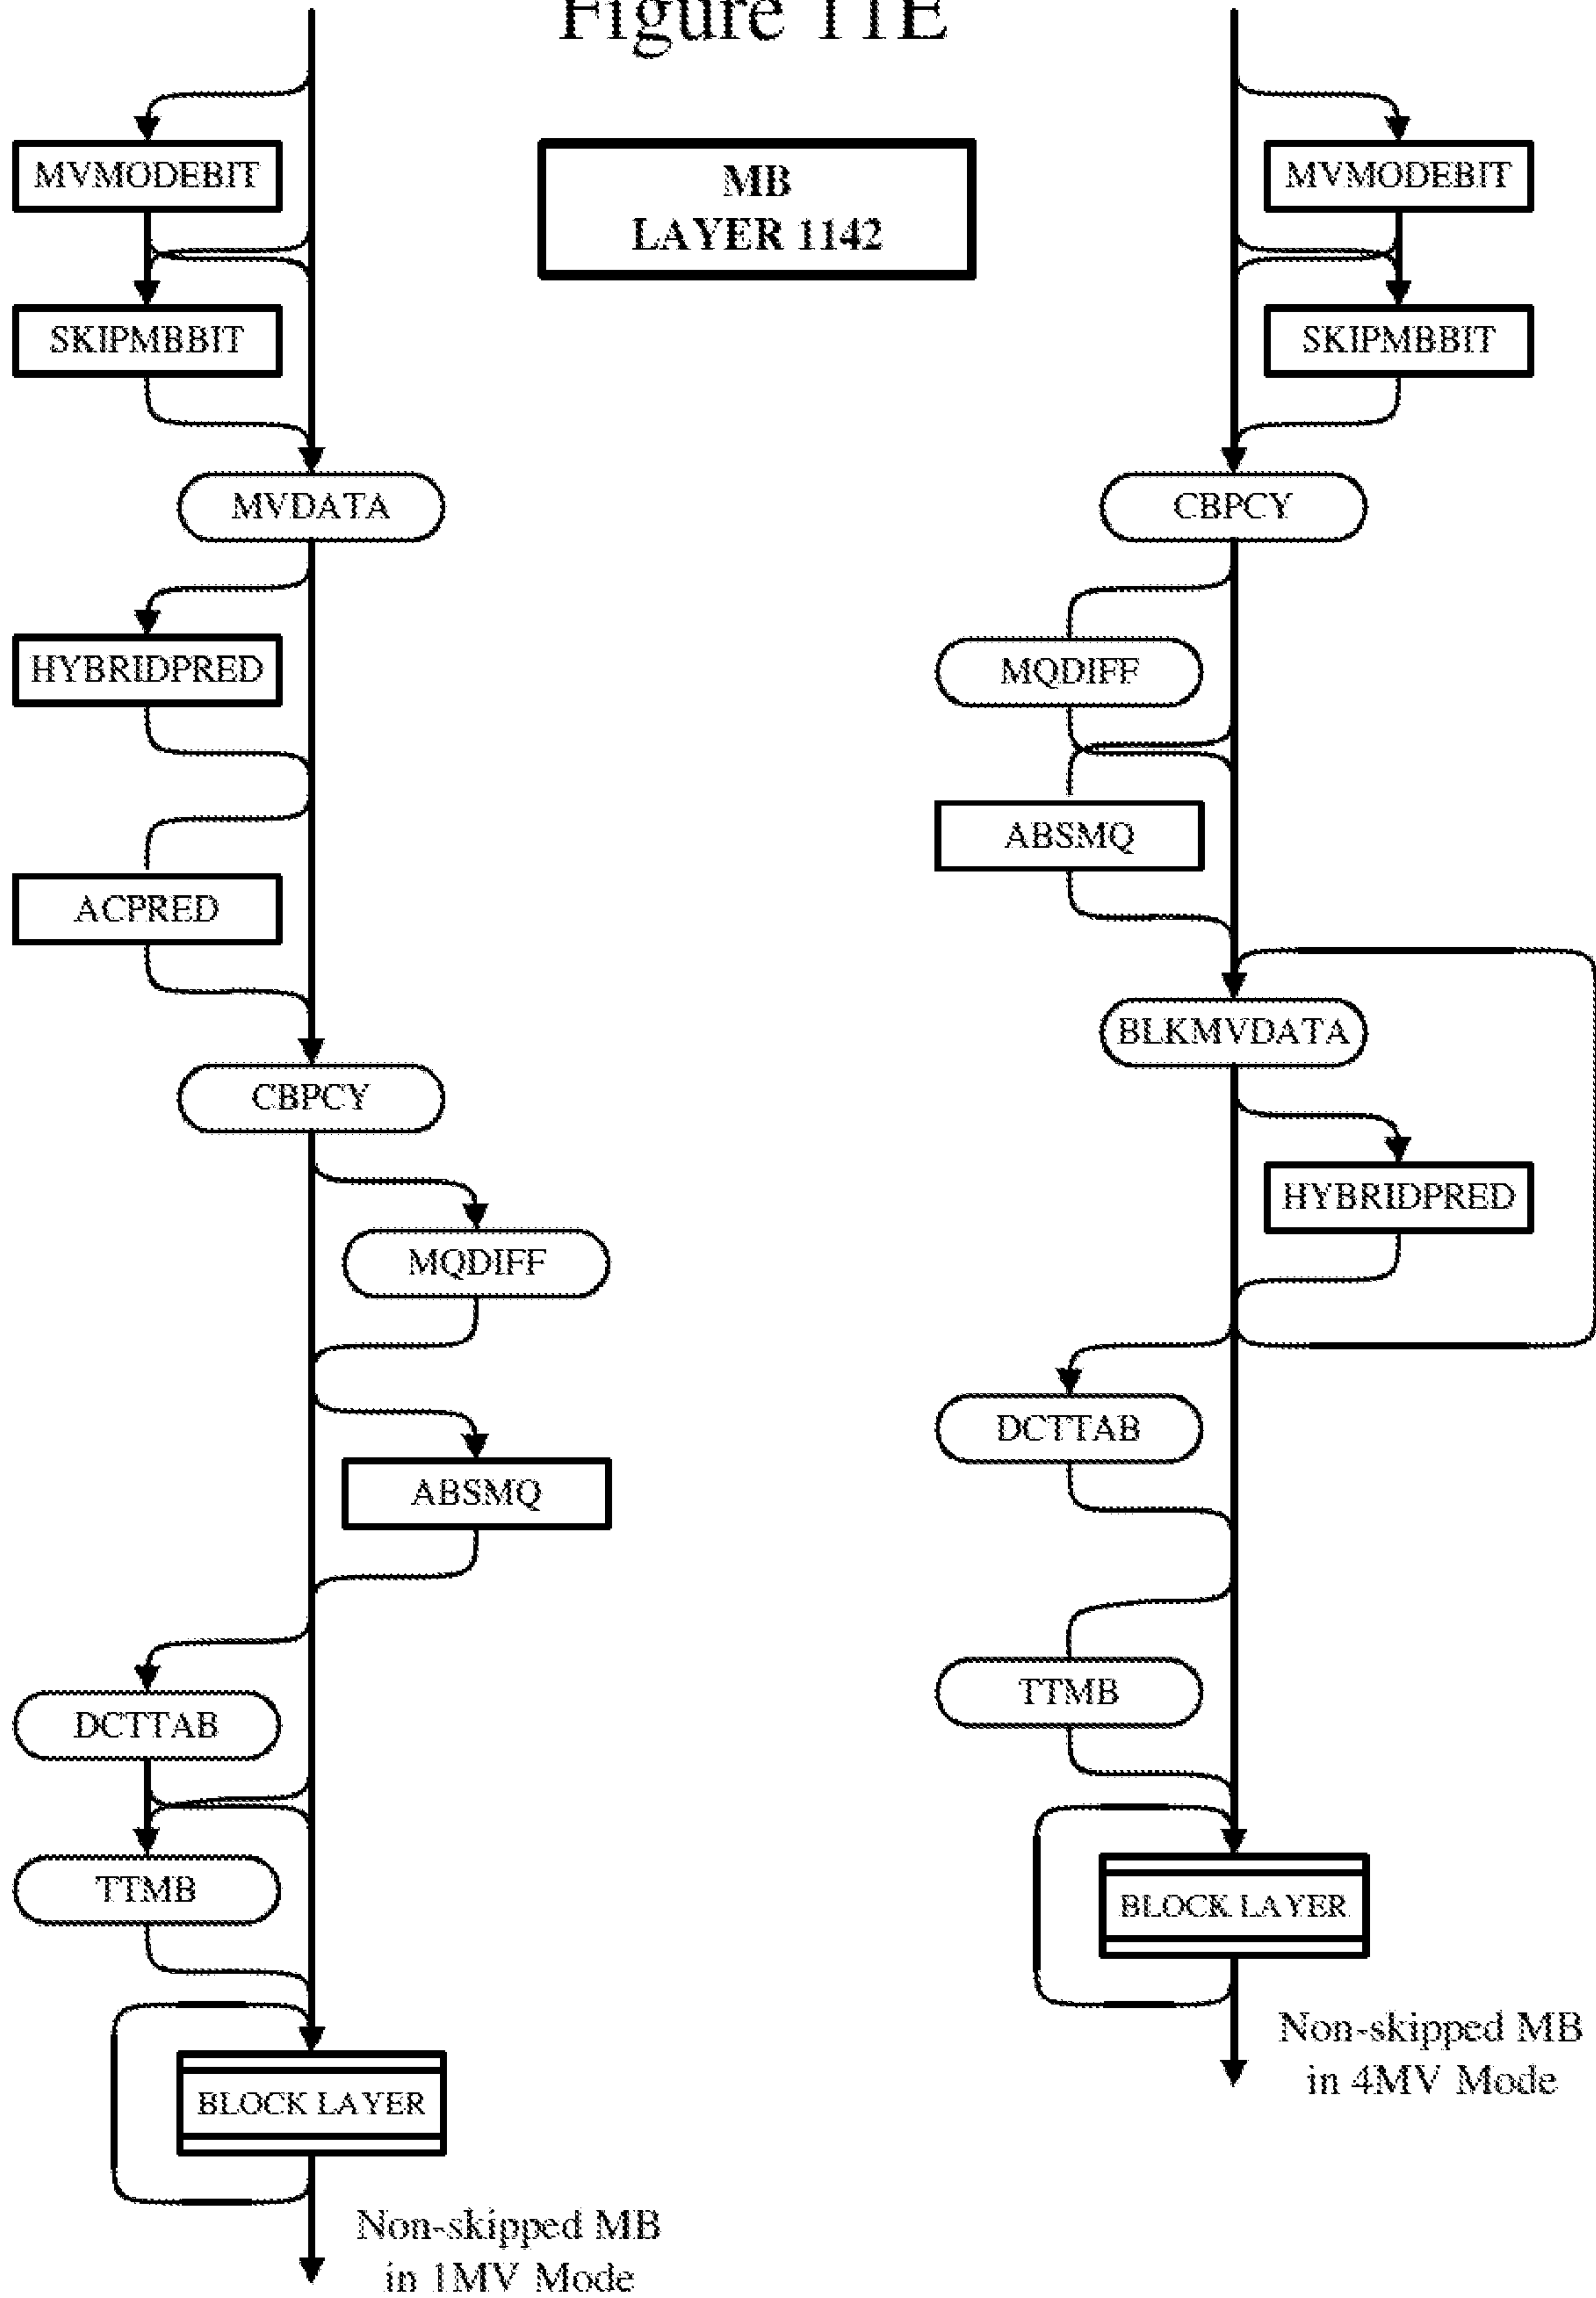 Figure 11E
MB
LAYER 1142
MVMODEBIT
SKIPMBBIT
MVDATA
HYBRIDPRED
ACPRED
CBPCY
MQDIFF
ABSMQ
DCTTAB
TTMB
BLOCK LAYER
Non-skipped MB
in 1MV Mode
MVMODEBIT
SKIPMBBIT
CBPCY
MQDIFF
ABSMQ
BLKMVDATA
HYBRIDPRED
DCTTAB
TTMB
BLOCK LAYER
Non-skipped MB
in 4MV Mode